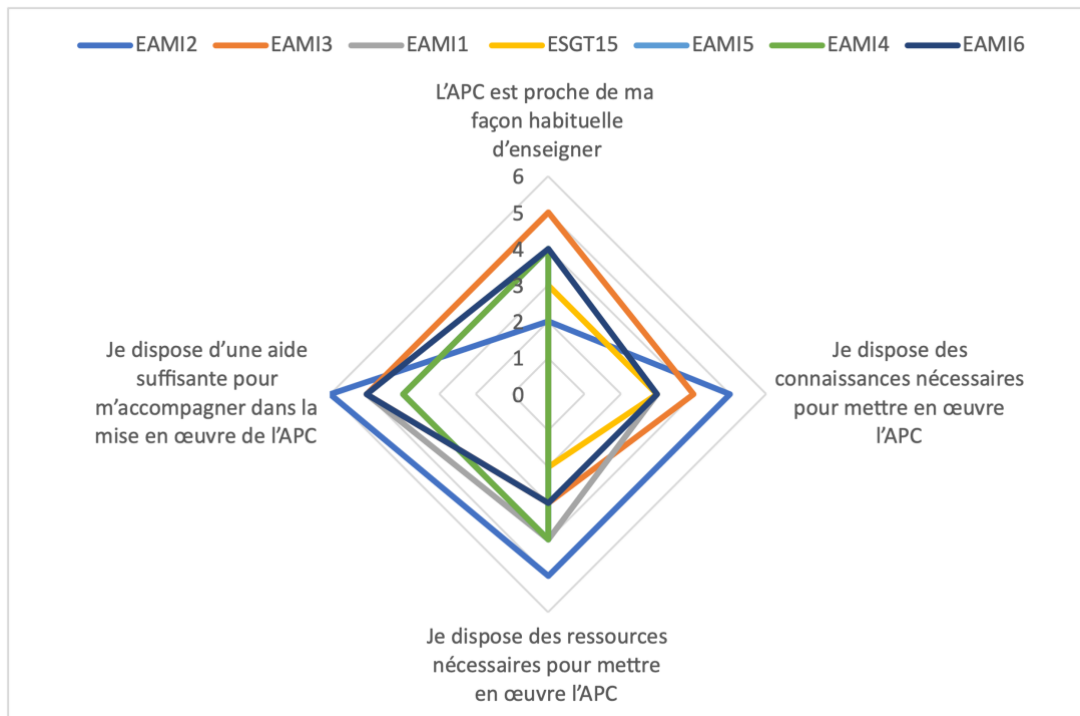 EAMI2 EAMI3 EAMI1 ESGT15 EAMI5 EAMI4 EAMI6
L’APC est proche de ma
façon habituelle
d’enseigner
6
5
4
3
2
1
0
Je dispose d’une aide
suffisante pour
m’accompagner dans la
mise en œuvre de l’APC
Je dispose des
connaissances nécessaires
pour mettre en œuvre
l’APC
Je dispose des ressources
nécessaires pour mettre
en œuvre l’APC